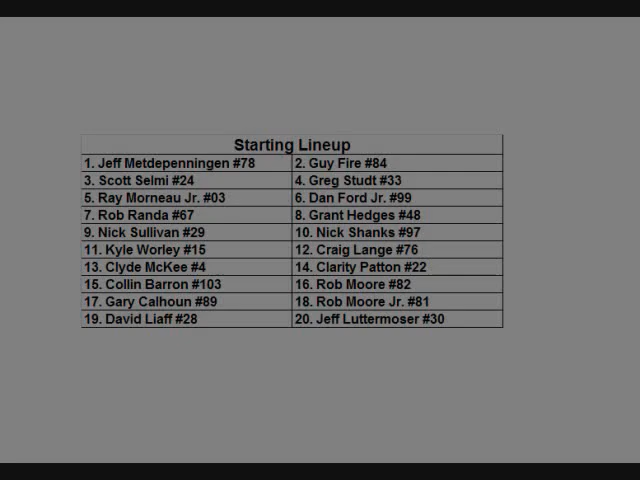 Starting Lineup
1. Jeff Metdepenningen #78 2. Guy Fire #84
3. Scott Selmi #24 4. Greg Studt #33
5. Ray Morneau Jr. #03 6. Dan Ford Jr. #99
7. Rob Randa #67 8. Grant Hedges #48
9. Nick Sullivan #29 10. Nick Shanks #97
11. Kyle Worley #15 12. Craig Lange #76
13. Clyde McKee #4 14. Clarity Patton #22
15. Collin Barron #103 16. Rob Moore #82
17. Gary Calhoun #89 18. Rob Moore Jr. #81
19. David Liaff #28 20. Jeff Luttermoser #30